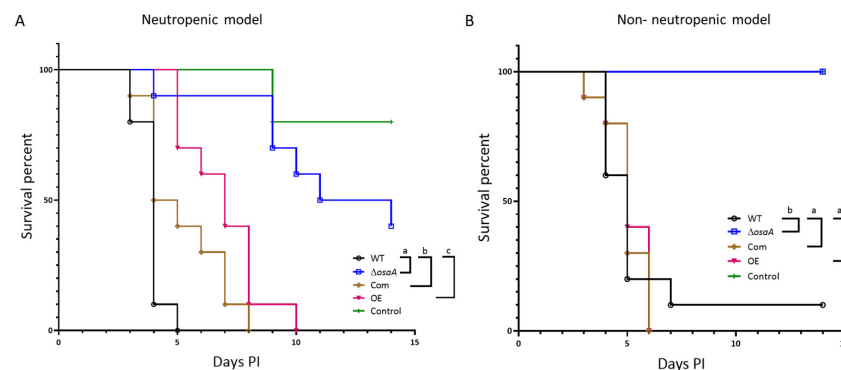 A
Neutropenic model
Survival percent
100
50
0
0
5
10
15
Days PI
WT
ΔosaA
Com
OE
Control
a
b
c
B
Non- neutropenic model
Survival percent
100
50
0
0
5
10
Days PI
WT
ΔosaA
Com
OE
Control
b
a
a